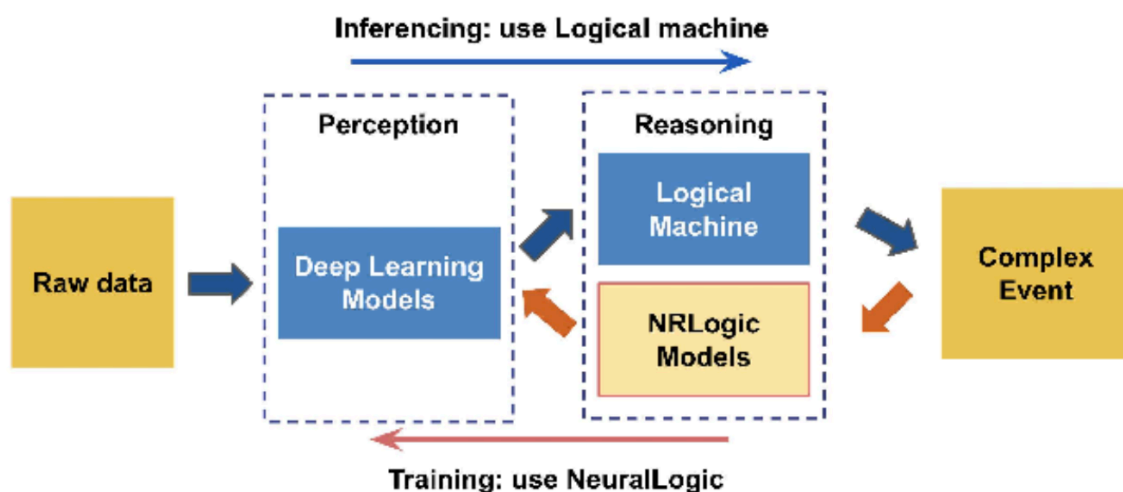 Inferencing: use Logical machine
Perception
Reasoning
Raw data
Deep Learning
Models
Logical
Machine
NRLogic
Models
Complex
Event
Training: use NeuralLogic